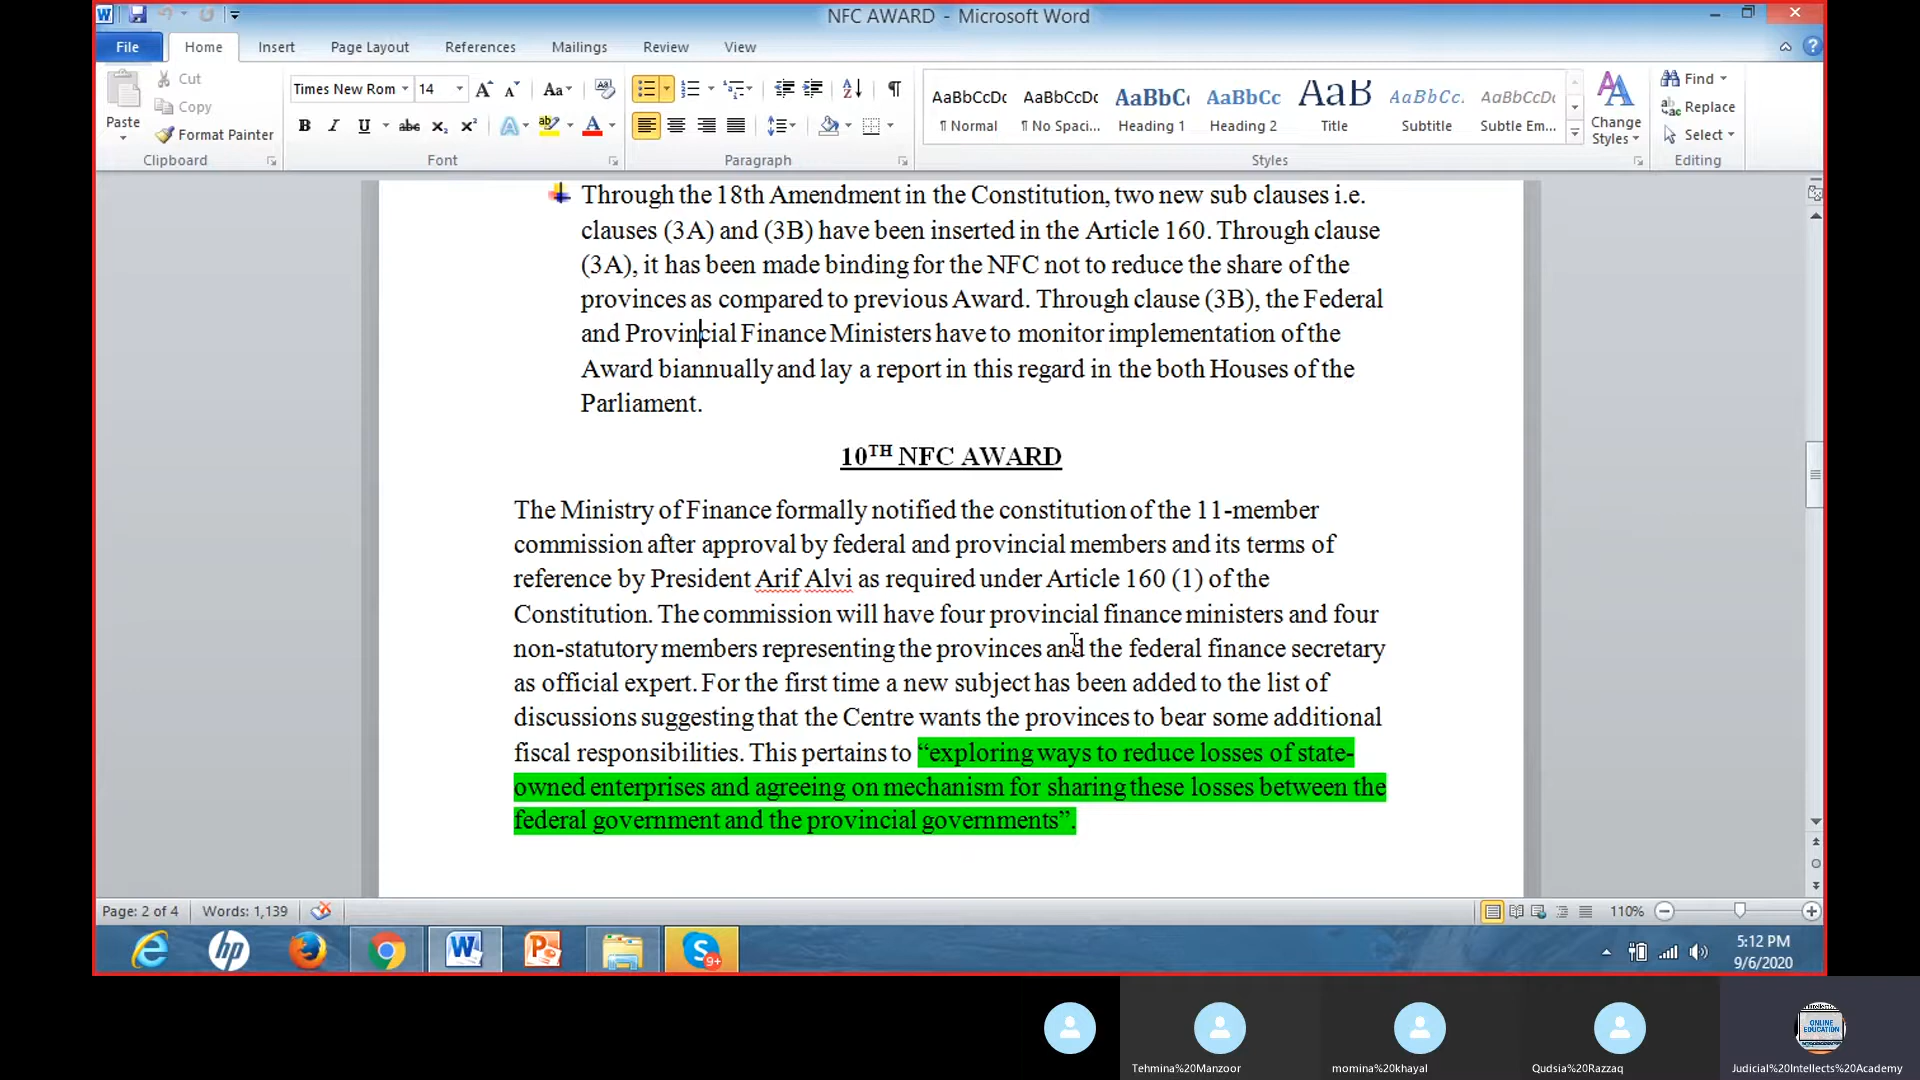 NFC AWARD - Microsoft Word
File Home Insert Page Layout References Mailings Review View
Paste
Cut
Copy
Format Painter
Clipboard
Times New Rom 14
Font
Paragraph
AaBbCcDc AaBbCcDc AaBbC AaBbCc AaB AaBbCc. AaBbCcDc
¶ Normal ¶ No Spaci... Heading 1 Heading 2 Title Subtitle Subtle Em...
Change
Styles
Styles
Find
Replace
Select
Editing
Through the 18th Amendment in the Constitution, two new sub clauses i.e.
clauses (3A) and (3B) have been inserted in the Article 160. Through clause
(3A), it has been made binding for the NFC not to reduce the share of the
provinces as compared to previous Award. Through clause (3B), the Federal
and Provincial Finance Ministers have to monitor implementation of the
Award biannually and lay a report in this regard in the both Houses of the
Parliament.
10TH NFC AWARD
The Ministry of Finance formally notified the constitution of the 11-member
commission after approval by federal and provincial members and its terms of
reference by President Arif Alvi as required under Article 160 (1) of the
Constitution. The commission will have four provincial finance ministers and four
non-statutory members representing the provinces and the federal finance secretary
as official expert. For the first time a new subject has been added to the list of
discussions suggesting that the Centre wants the provinces to bear some additional
fiscal responsibilities. This pertains to “exploring ways to reduce losses of state-
owned enterprises and agreeing on mechanism for sharing these losses between the
federal government and the provincial governments”.
Page: 2 of 4 Words: 1,139 110%
5:12 PM
9/6/2020
9+
ONLINE
EDUCATION
Tehmina%20Manzoor momina%20khayal Qudsia%20Razzaq Judicial%20Intellects%20Academy